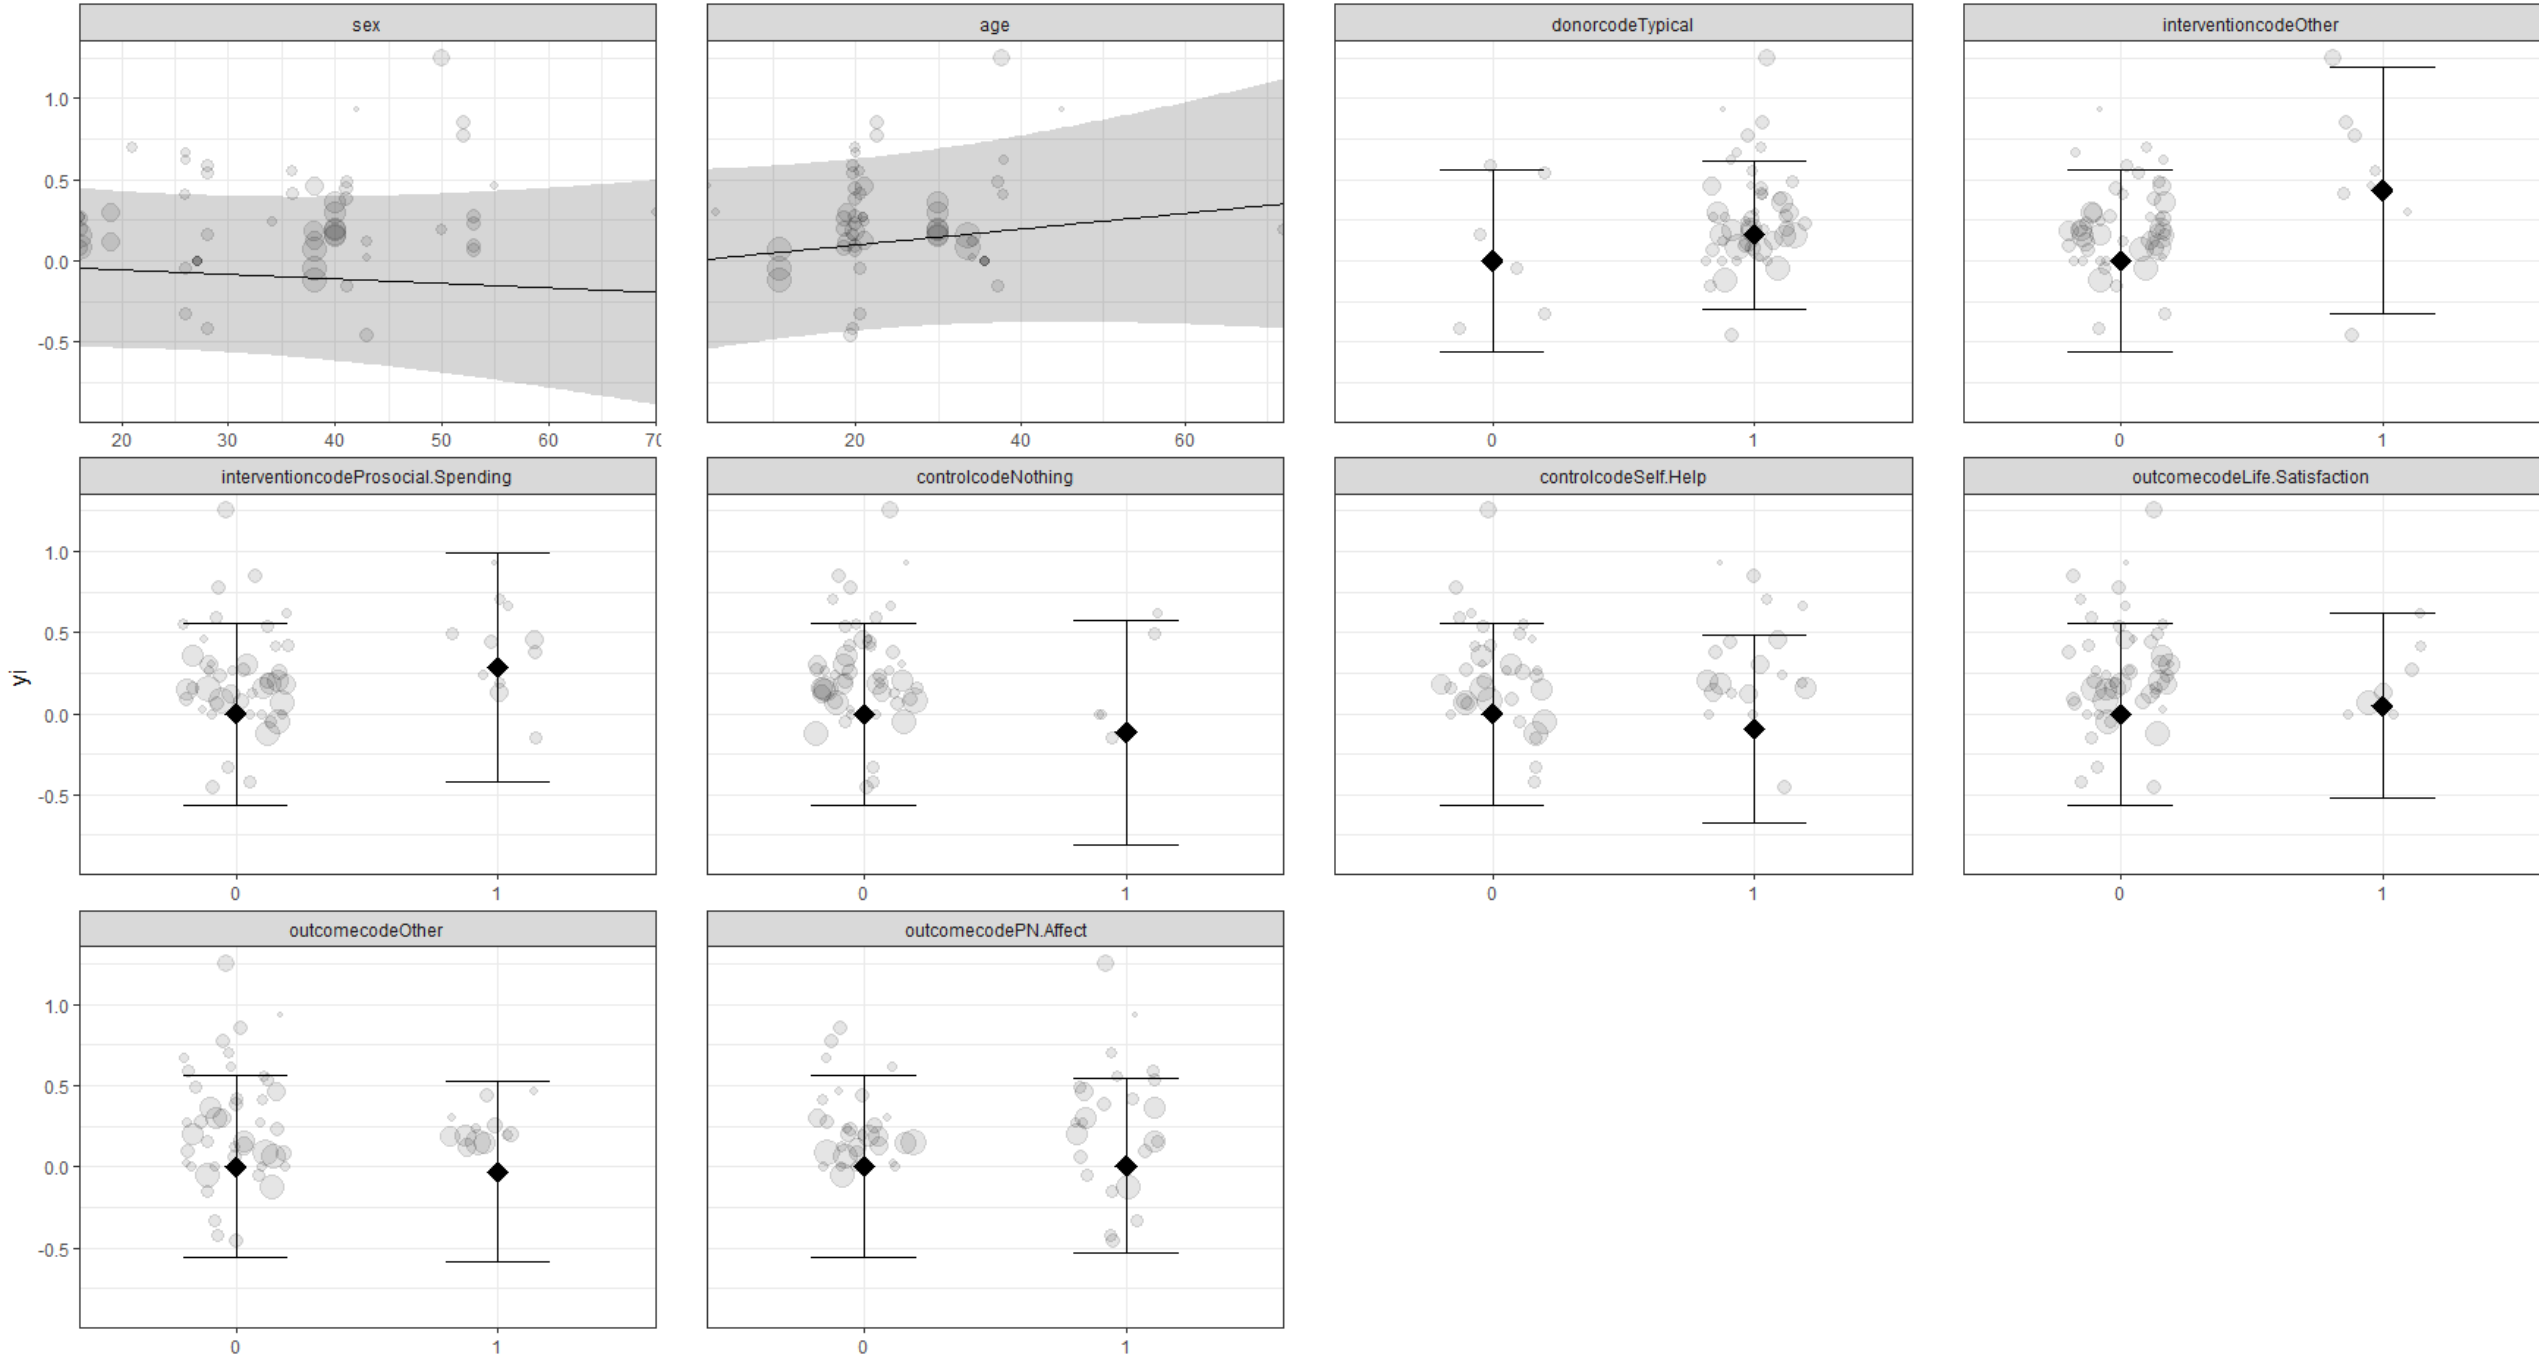 sex age donorcodeTypical interventioncodeOther
1.0
0.5
0.0
-0.5
20 30 40 50 60 70 20 40 60 0 1 0 1
interventioncodeProsocial.Spending controlcodeNothing controlcodeSelf.Help outcomecodeLife.Satisfaction
1.0
0.5
yi
0.0
-0.5
0 1 0 1 0 1 0 1
outcomecodeOther outcomecodePN.Affect
1.0
0.5
0.0
-0.5
0 1 0 1